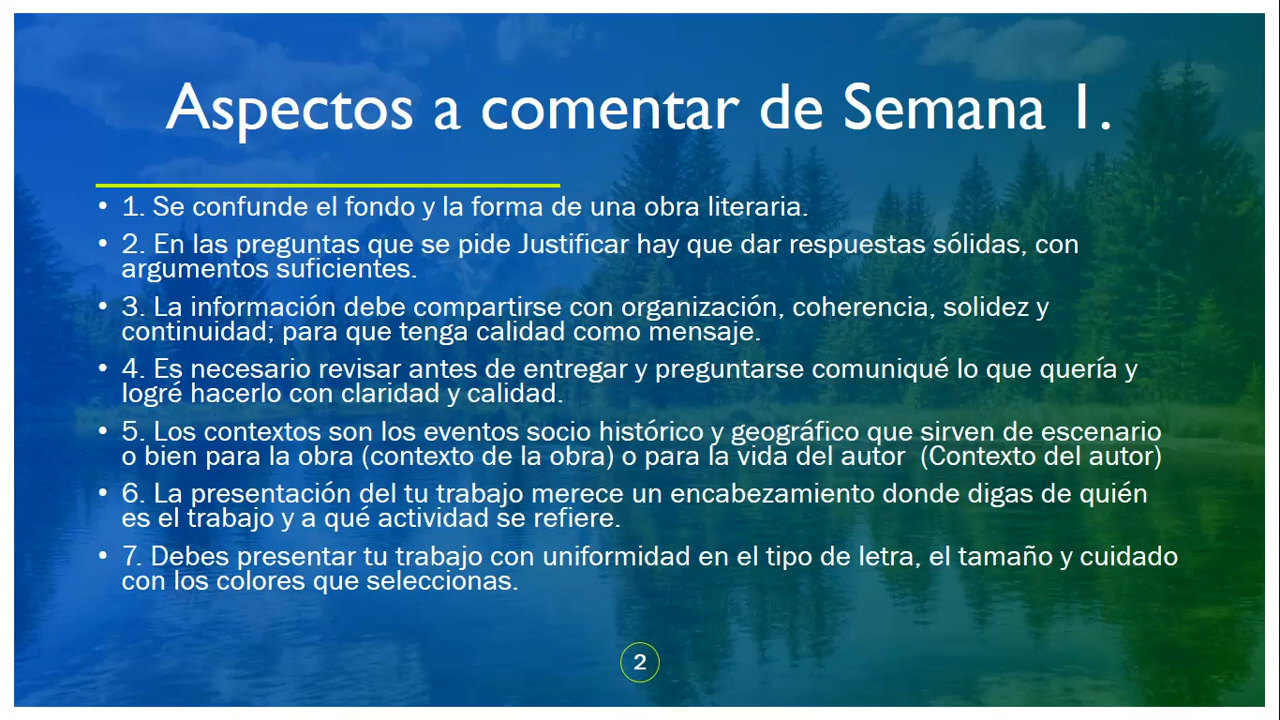 Aspectos a comentar de Semana 1.
• 1. Se confunde el fondo y la forma de una obra literaria.
• 2. En las preguntas que se pide Justificar hay que dar respuestas sólidas, con
argumentos suficientes.
• 3. La información debe compartirse con organización, coherencia, solidez y
continuidad; para que tenga calidad como mensaje.
• 4. Es necesario revisar antes de entregar y preguntarse comuniqué lo que quería y
logré hacerlo con claridad y calidad.
• 5. Los contextos son los eventos socio histórico y geográfico que sirven de escenario
o bien para la obra (contexto de la obra) o para la vida del autor (Contexto del autor)
• 6. La presentación del tu trabajo merece un encabezamiento donde digas de quién
es el trabajo y a qué actividad se refiere.
• 7. Debes presentar tu trabajo con uniformidad en el tipo de letra, el tamaño y cuidado
con los colores que seleccionas.
2